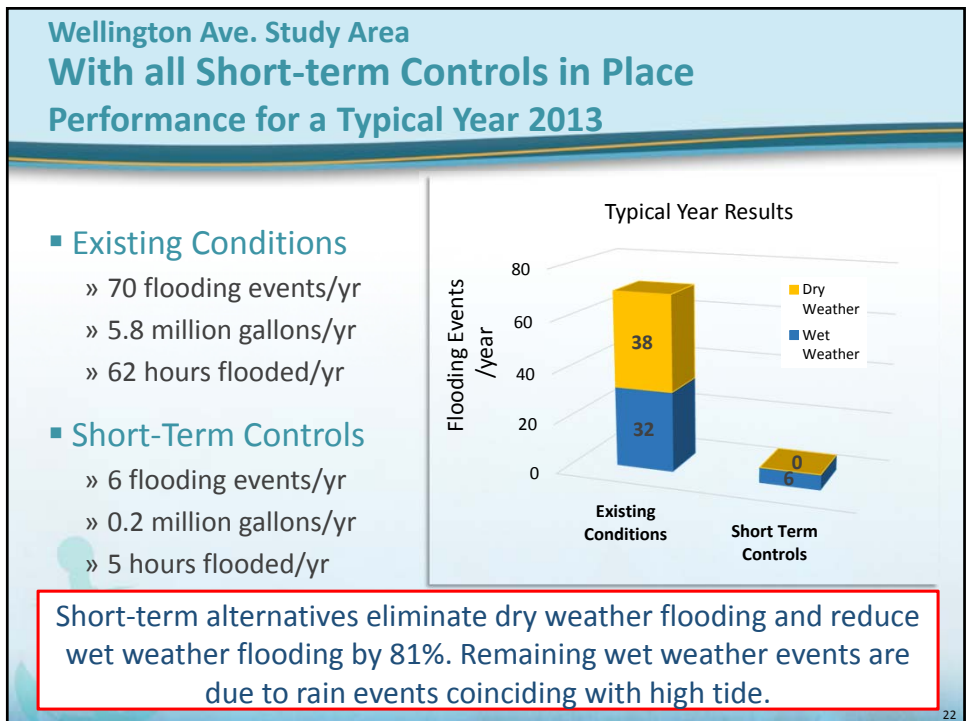 Wellington Ave. Study Area
With all Short-term Controls in Place
Performance for a Typical Year 2013
▪ Existing Conditions
» 70 flooding events/yr
» 5.8 million gallons/yr
» 62 hours flooded/yr
▪ Short-Term Controls
» 6 flooding events/yr
» 0.2 million gallons/yr
» 5 hours flooded/yr
Typical Year Results
Flooding Events
/year
80
60
40
20
0
38
32
0
6
Dry
Weather
Wet
Weather
Existing
Conditions
Short Term
Controls
Short-term alternatives eliminate dry weather flooding and reduce
wet weather flooding by 81%. Remaining wet weather events are
due to rain events coinciding with high tide.
22